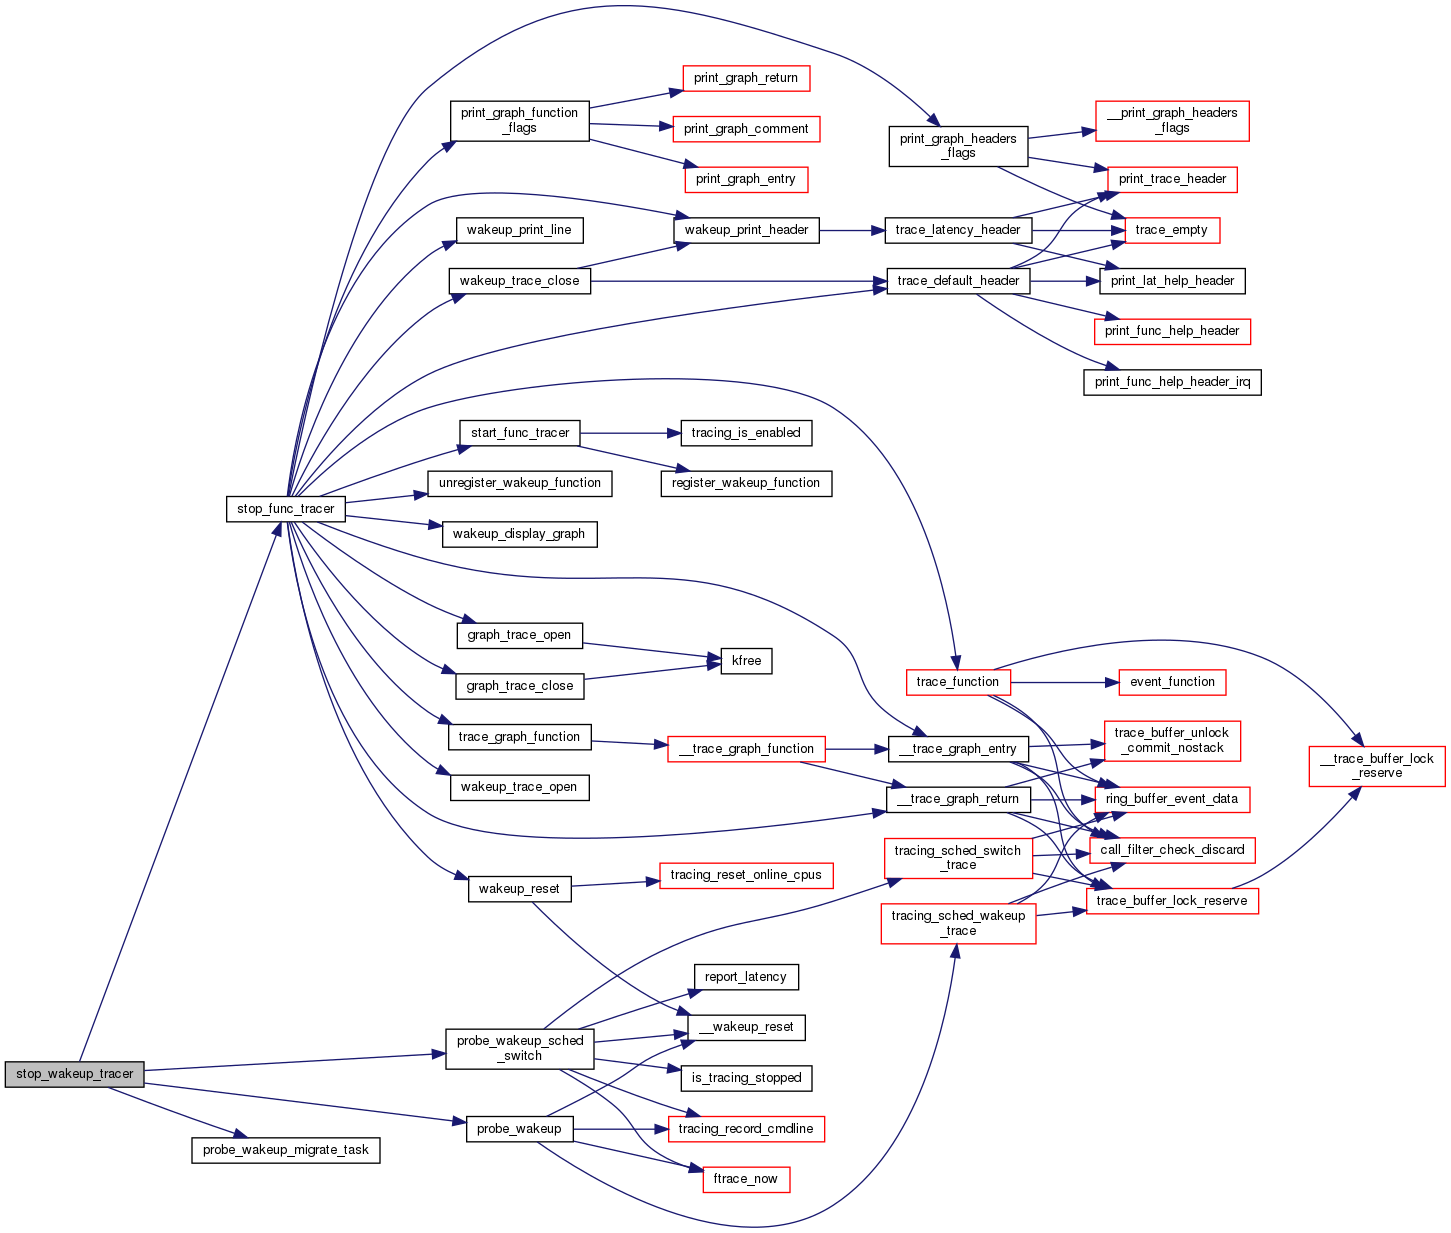 print_graph_return
print_graph_function
_flags
print_graph_comment
print_graph_entry
__print_graph_headers
_flags
print_graph_headers
_flags
print_trace_header
wakeup_print_line
wakeup_print_header
trace_latency_header
trace_empty
wakeup_trace_close
trace_default_header
print_lat_help_header
print_func_help_header
print_func_help_header_irq
start_func_tracer
tracing_is_enabled
unregister_wakeup_function
register_wakeup_function
stop_func_tracer
wakeup_display_graph
graph_trace_open
kfree
graph_trace_close
trace_function
event_function
trace_graph_function
__trace_graph_function
__trace_graph_entry
trace_buffer_unlock
_commit_nostack
__trace_buffer_lock
_reserve
wakeup_trace_open
__trace_graph_return
ring_buffer_event_data
tracing_sched_switch
_trace
call_filter_check_discard
wakeup_reset
tracing_reset_online_cpus
trace_buffer_lock_reserve
tracing_sched_wakeup
_trace
report_latency
__wakeup_reset
probe_wakeup_sched
_switch
stop_wakeup_tracer
is_tracing_stopped
probe_wakeup
tracing_record_cmdline
probe_wakeup_migrate_task
ftrace_now